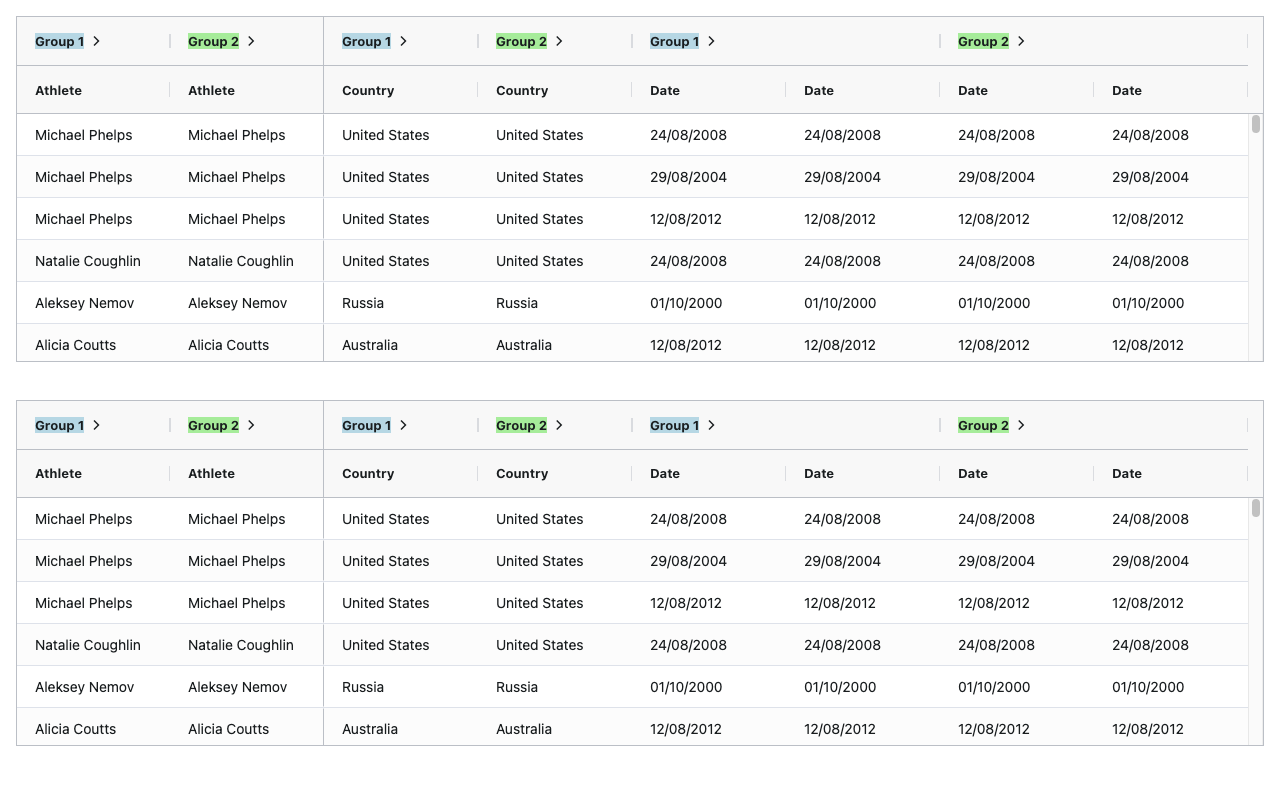 Group 1 Group 2 Group 1 Group 2 Group 1 Group 2
Athlete Athlete Country Country Date Date Date Date
Michael Phelps Michael Phelps United States United States 24/08/2008 24/08/2008 24/08/2008 24/08/2008
Michael Phelps Michael Phelps United States United States 29/08/2004 29/08/2004 29/08/2004 29/08/2004
Michael Phelps Michael Phelps United States United States 12/08/2012 12/08/2012 12/08/2012 12/08/2012
Natalie Coughlin Natalie Coughlin United States United States 24/08/2008 24/08/2008 24/08/2008 24/08/2008
Aleksey Nemov Aleksey Nemov Russia Russia 01/10/2000 01/10/2000 01/10/2000 01/10/2000
Alicia Coutts Alicia Coutts Australia Australia 12/08/2012 12/08/2012 12/08/2012 12/08/2012
Group 1 Group 2 Group 1 Group 2 Group 1 Group 2
Athlete Athlete Country Country Date Date Date Date
Michael Phelps Michael Phelps United States United States 24/08/2008 24/08/2008 24/08/2008 24/08/2008
Michael Phelps Michael Phelps United States United States 29/08/2004 29/08/2004 29/08/2004 29/08/2004
Michael Phelps Michael Phelps United States United States 12/08/2012 12/08/2012 12/08/2012 12/08/2012
Natalie Coughlin Natalie Coughlin United States United States 24/08/2008 24/08/2008 24/08/2008 24/08/2008
Aleksey Nemov Aleksey Nemov Russia Russia 01/10/2000 01/10/2000 01/10/2000 01/10/2000
Alicia Coutts Alicia Coutts Australia Australia 12/08/2012 12/08/2012 12/08/2012 12/08/2012